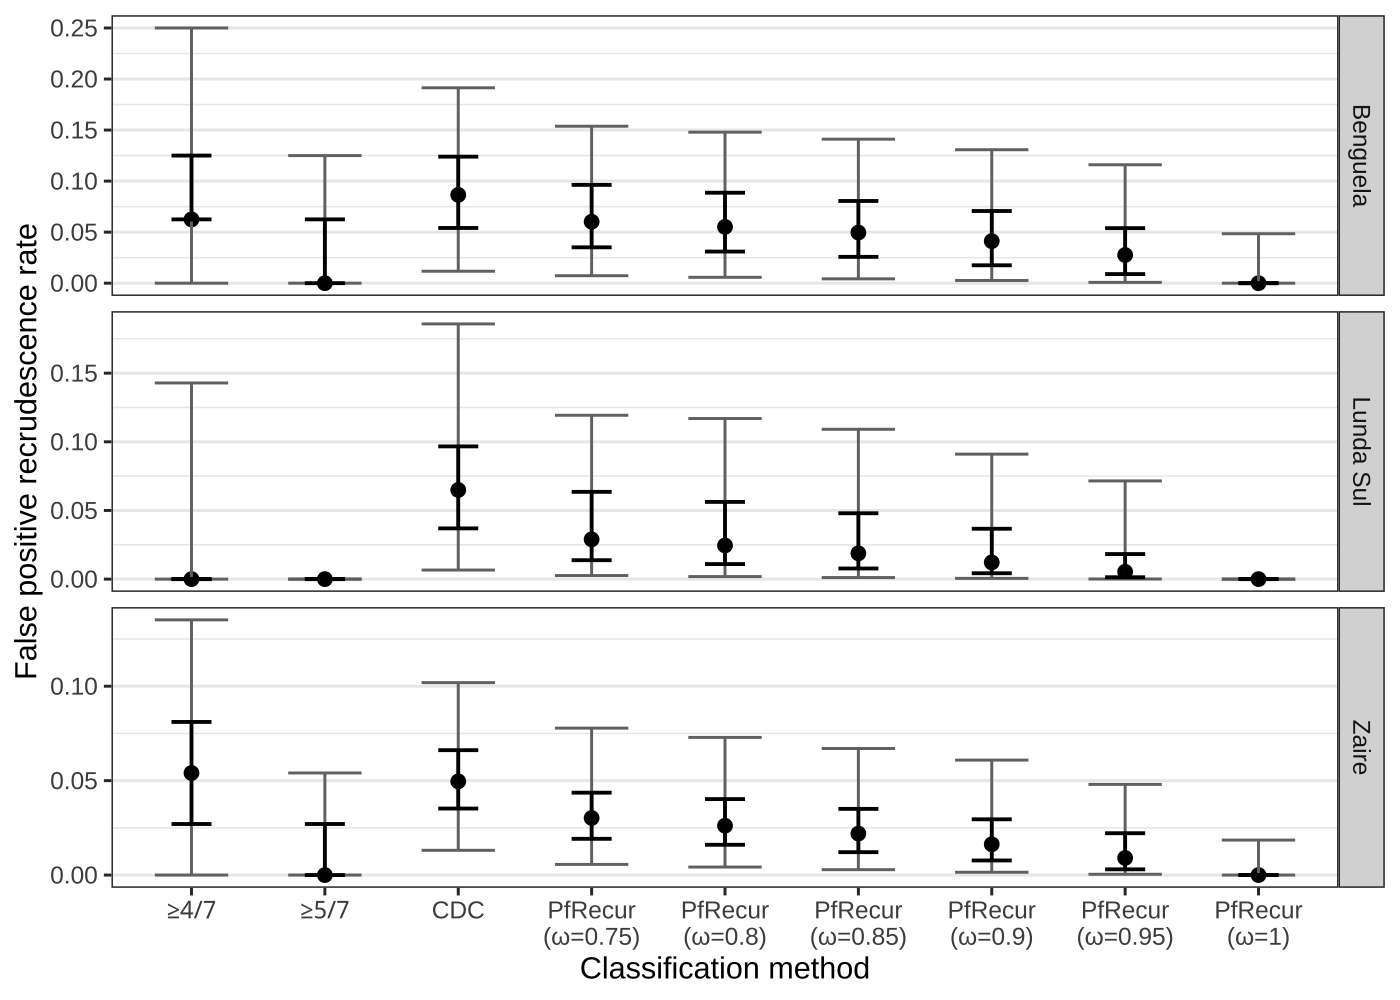 False positive recrudescence rate
0.25
0.20
0.15
0.10
0.05
0.00
Benguela
0.15
0.10
0.05
0.00
Lunda Sul
0.10
0.05
0.00
Zaire
≥4/7 ≥5/7 CDC PfRecur PfRecur PfRecur PfRecur PfRecur PfRecur
(ω=0.75) (ω=0.8) (ω=0.85) (ω=0.9) (ω=0.95) (ω=1)
Classification method